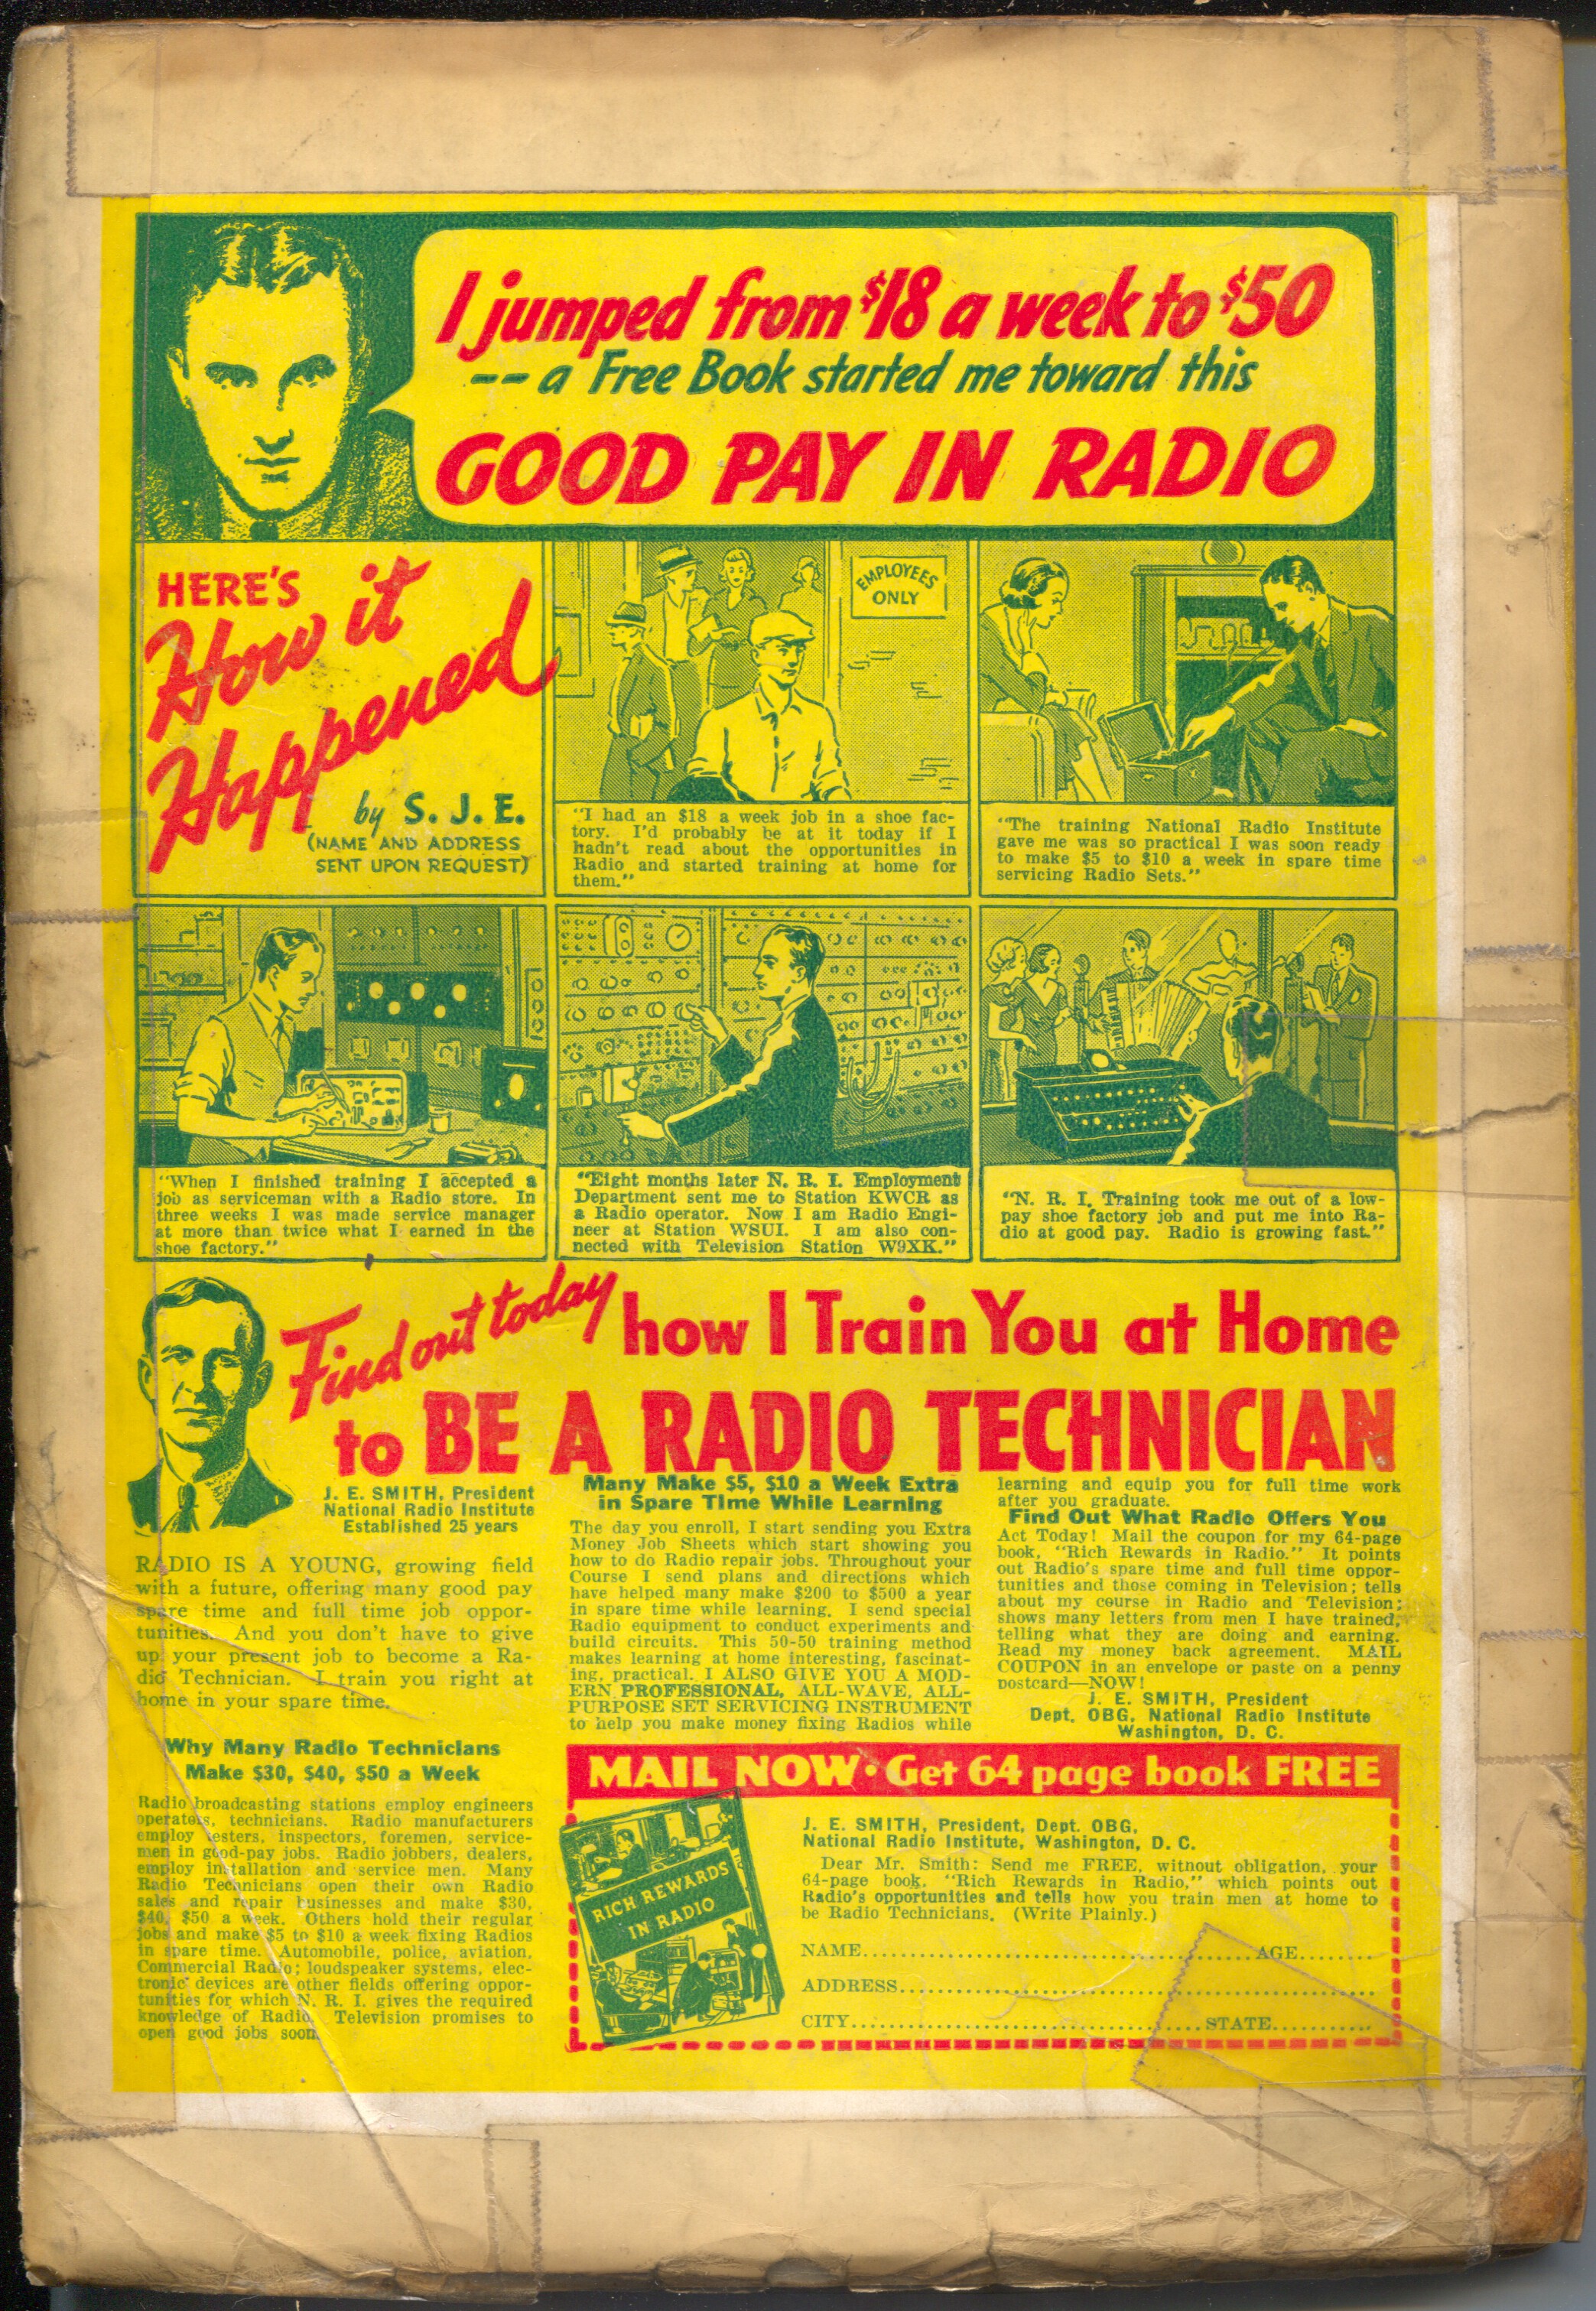 I jumped from $18 a week to $50
-- a Free Book started me toward this
GOOD PAY IN RADIO
HERE'S
How it
Happened
by S. J. E.
(NAME AND ADDRESS
SENT UPON REQUEST)
EMPLOYEES
ONLY
"I had an $18 a week job in a shoe fac-
tory. I'd probably be at it today if I
hadn't read about the opportunities in
Radio and started training at home for
them."
"The training National Radio Institute
gave me was so practical I was soon ready
to make $5 to $10 a week in spare time
servicing Radio Sets."
"When I finished training I accepted a
job as serviceman with a Radio store. In
three weeks I was made service manager
at more than twice what I earned in the
shoe factory."
"Eight months later N. R. I. Employment
Department sent me to Station KWCR as
a Radio operator. Now I am Radio Engi-
neer at Station WSUI. I am also con-
nected with Television Station W9XK."
"N. R. I. Training took me out of a low-
pay shoe factory job and put me into Ra-
dio at good pay. Radio is growing fast."
Find out today how I Train You at Home
to BE A RADIO TECHNICIAN
J. E. SMITH, President
National Radio Institute
Established 25 years
RADIO IS A YOUNG, growing field
with a future, offering many good pay
spare time and full time job oppor-
tunities. And you don't have to give
up your present job to become a Ra-
dio Technician. I train you right at
home in your spare time.
Why Many Radio Technicians
Make $30, $40, $50 a Week
Radio broadcasting stations employ engineers
operators, technicians. Radio manufacturers
employ testers, inspectors, foremen, service-
men in good-pay jobs. Radio jobbers, dealers,
employ installation and service men. Many
Radio Technicians open their own Radio
sales and repair businesses and make $30,
$40, $50 a week. Others hold their regular
jobs and make $5 to $10 a week fixing Radios
in spare time. Automobile, police, aviation,
Commercial Radio; loudspeaker systems, elec-
tronic devices are other fields offering oppor-
tunities for which N. R. I. gives the required
knowledge of Radio. Television promises to
open good jobs soon.
Many Make $5, $10 a Week Extra
in Spare Time While Learning
The day you enroll, I start sending you Extra
Money Job Sheets which start showing you
how to do Radio repair jobs. Throughout your
Course I send plans and directions which
have helped many make $200 to $500 a year
in spare time while learning. I send special
Radio equipment to conduct experiments and
build circuits. This 50-50 training method
makes learning at home interesting, fascinat-
ing, practical. I ALSO GIVE YOU A MOD-
ERN PROFESSIONAL, ALL-WAVE, ALL-
PURPOSE SET SERVICING INSTRUMENT
to help you make money fixing Radios while
learning and equip you for full time work
after you graduate.
Find Out What Radio Offers You
Act Today! Mail the coupon for my 64-page
book, "Rich Rewards in Radio." It points
out Radio's spare time and full time oppor-
tunities and those coming in Television; tells
about my course in Radio and Television;
shows many letters from men I have trained,
telling what they are doing and earning.
Read my money back agreement. MAIL
COUPON in an envelope or paste on a penny
postcard—NOW!
J. E. SMITH, President
Dept. OBG, National Radio Institute
Washington, D. C.
MAIL NOW · Get 64 page book FREE
RICH REWARDS
IN RADIO
J. E. SMITH, President, Dept. OBG,
National Radio Institute, Washington, D. C.
Dear Mr. Smith: Send me FREE, witnout obligation, your
64-page book. "Rich Rewards in Radio," which points out
Radio's opportunities and tells how you train men at home to
be Radio Technicians. (Write Plainly.)
NAME..........................................................AGE........
ADDRESS..................................................................
CITY..................................................STATE............